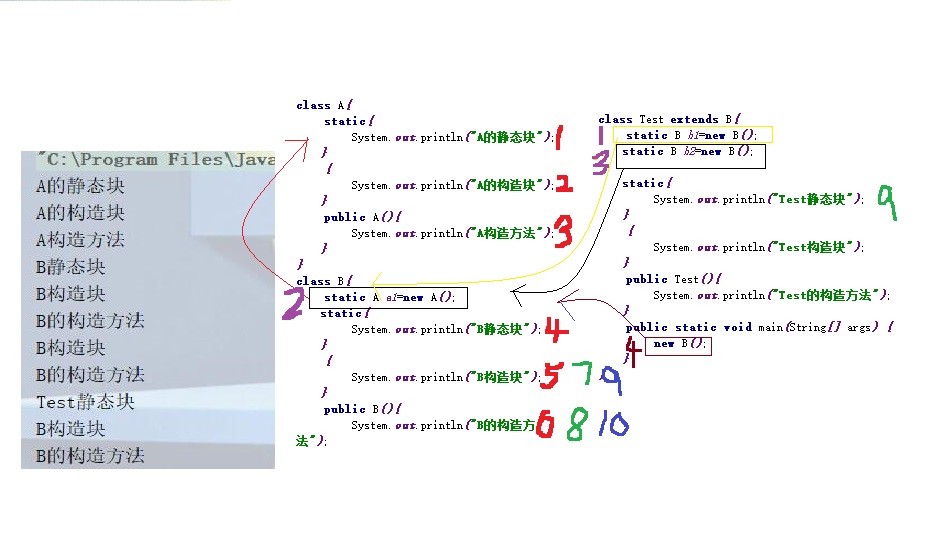 "C:\Program Files\Java
A的静态块
A的构造块
A构造方法
B静态块
B构造块
B的构造方法
B构造块
B的构造方法
Test静态块
B构造块
B的构造方法
class A{
static{
System.out.println("A的静态块"); 1
}
{
System.out.println("A的构造块"); 2
}
public A(){
System.out.println("A构造方法"); 3
}
}
class B{
2 static A a1=new A();
static{
System.out.println("B静态块"); 4
}
{
System.out.println("B构造块"); 5 7 9
}
public B(){
System.out.println("B的构造方 6 8 10
法");
class Test extends B{
1 static B b1=new B();
3 static B b2=new B();
static{
System.out.println("Test静态块"); 9
}
{
System.out.println("Test构造块");
}
public Test(){
System.out.println("Test的构造方法");
}
public static void main(String[] args) {
4 new B();
}